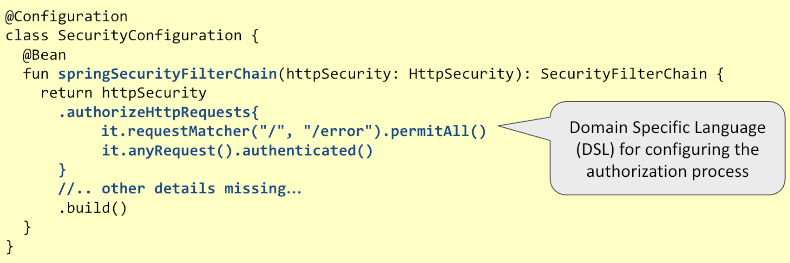 @Configuration
class SecurityConfiguration {
@Bean
fun springSecurityFilterChain(httpSecurity: HttpSecurity): SecurityFilterChain {
return httpSecurity
.authorizeHttpRequests{
it.requestMatcher("/", "/error").permitAll()
it.anyRequest().authenticated()
}
//.. other details missing…
.build()
}
}
Domain Specific Language
(DSL) for configuring the
authorization process